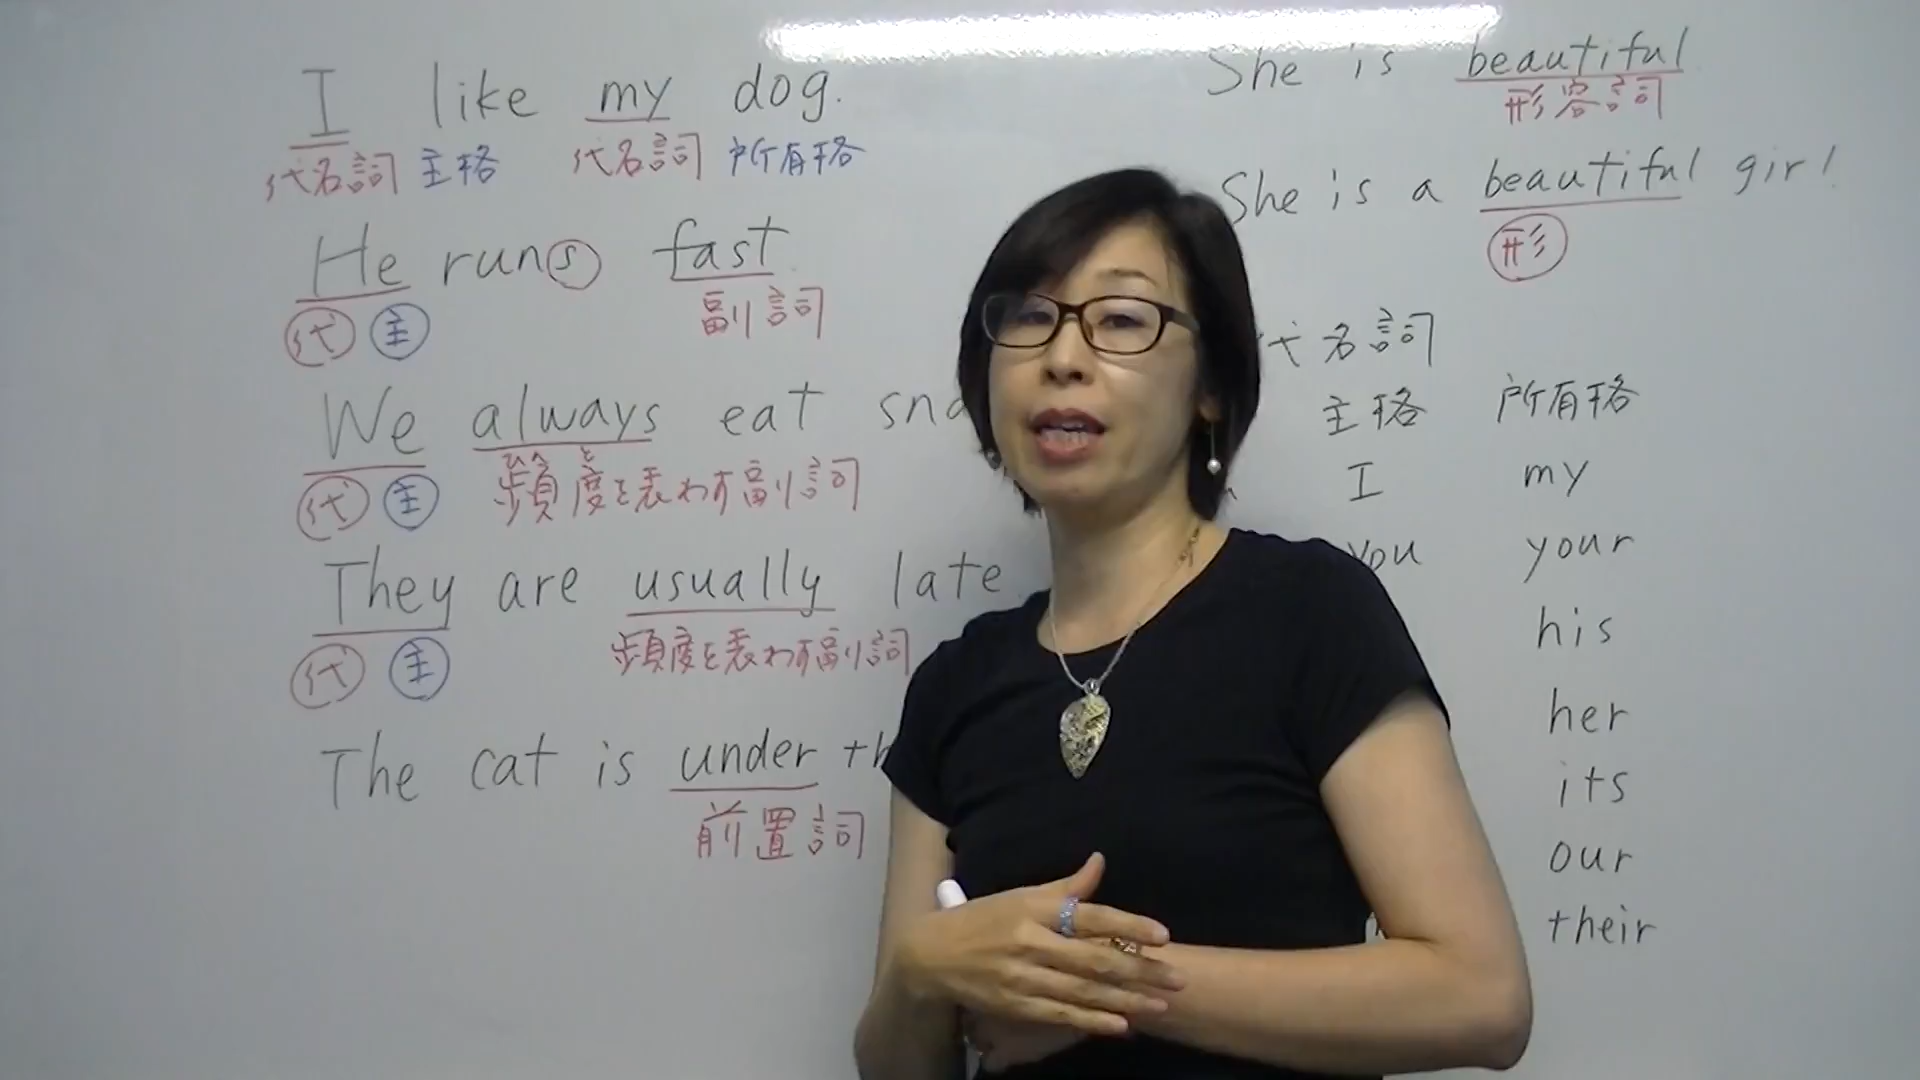 I like my dog.
代名詞 主格 代名詞 所有格
He runs fast.
代 主 副詞
We always eat
ひん ど
代 主 頻度を表わす副詞
They are usually late
代 主 頻度を表わす副詞
The cat is under
前置詞
She is beautiful
形容詞
She is a beautiful girl
形
代名詞
主格 所有格
I my
you your
his
her
its
our
their